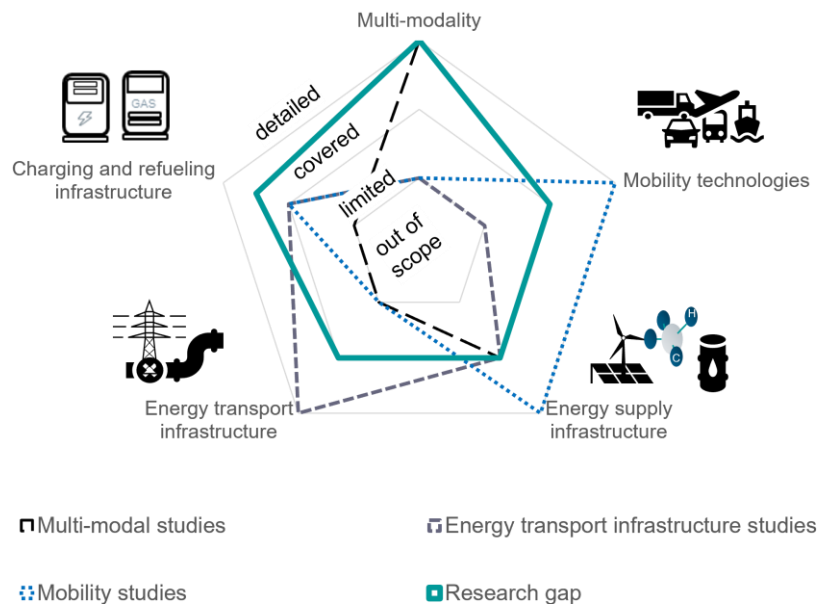 Multi-modality
GAS
detailed
covered
limited
out of
scope
Charging and refueling
infrastructure
Mobility technologies
H
C
Energy transport
infrastructure
Energy supply
infrastructure
Multi-modal studies
Energy transport infrastructure studies
Mobility studies
Research gap